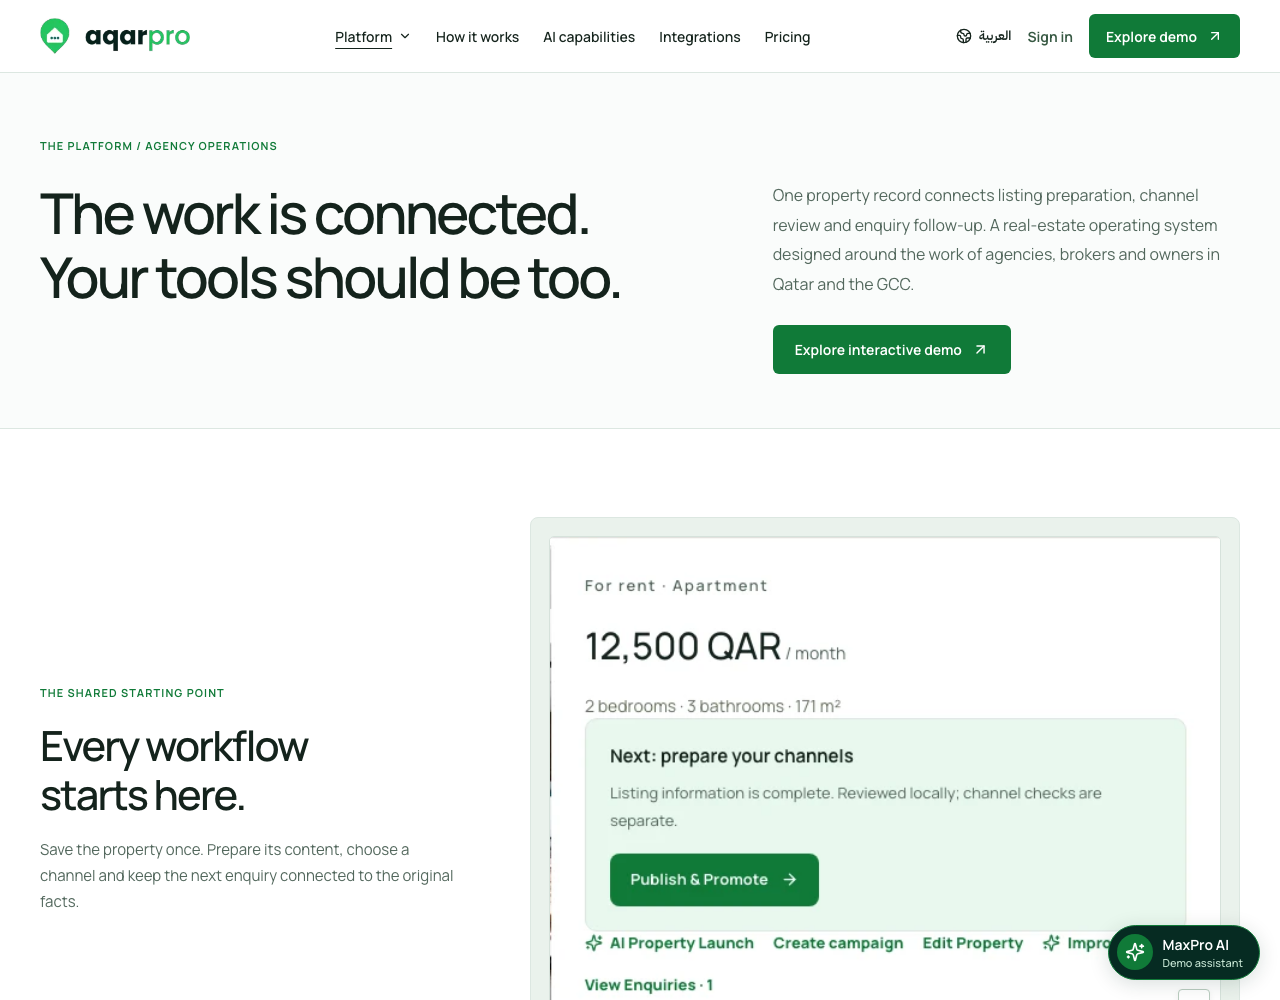 aqarpro
Platform
How it works
AI capabilities
Integrations
Pricing
العربية
Sign in
Explore demo
THE PLATFORM / AGENCY OPERATIONS
The work is connected.
Your tools should be too.
One property record connects listing preparation, channel
review and enquiry follow-up. A real-estate operating system
designed around the work of agencies, brokers and owners in
Qatar and the GCC.
Explore interactive demo
THE SHARED STARTING POINT
Every workflow
starts here.
Save the property once. Prepare its content, choose a
channel and keep the next enquiry connected to the original
facts.
For rent · Apartment
12,500 QAR / month
2 bedrooms · 3 bathrooms · 171 m²
Next: prepare your channels
Listing information is complete. Reviewed locally; channel checks are
separate.
Publish & Promote
AI Property Launch
Create campaign
Edit Property
View Enquiries · 1
MaxPro AI
Demo assistant